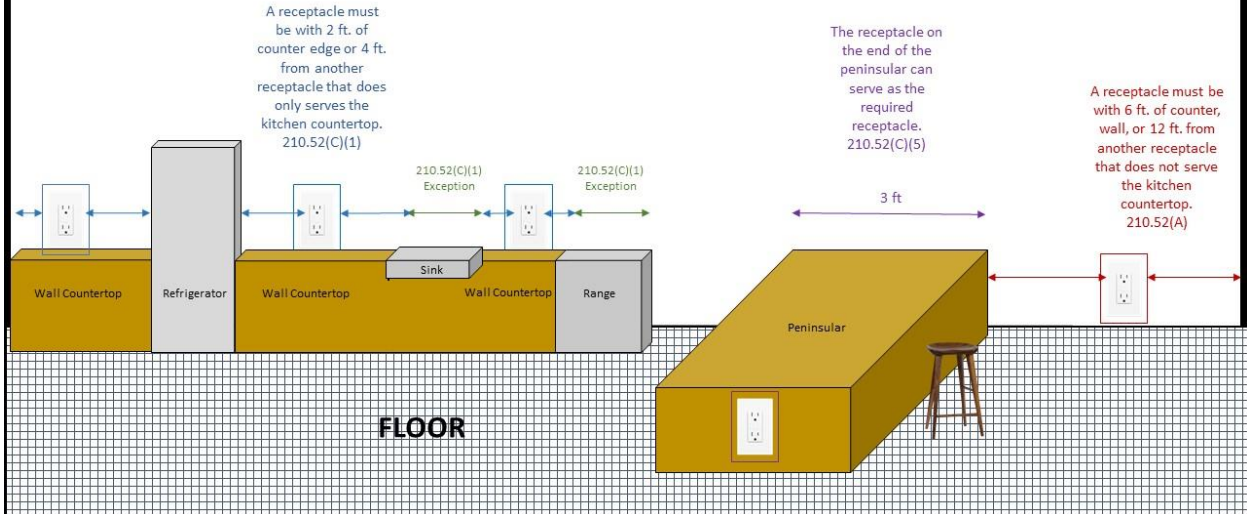 A receptacle must
be with 2 ft. of
counter edge or 4 ft.
from another
receptacle that does
only serves the
kitchen countertop.
210.52(C)(1)
The receptacle on
the end of the
peninsular can
serve as the
required
receptacle.
210.52(C)(5)
A receptacle must be
with 6 ft. of counter,
wall, or 12 ft. from
another receptacle
that does not serve
the kitchen
countertop.
210.52(A)
210.52(C)(1)
Exception
210.52(C)(1)
Exception
3 ft
Wall Countertop
Refrigerator
Wall Countertop
Sink
Wall Countertop
Range
Peninsular
FLOOR